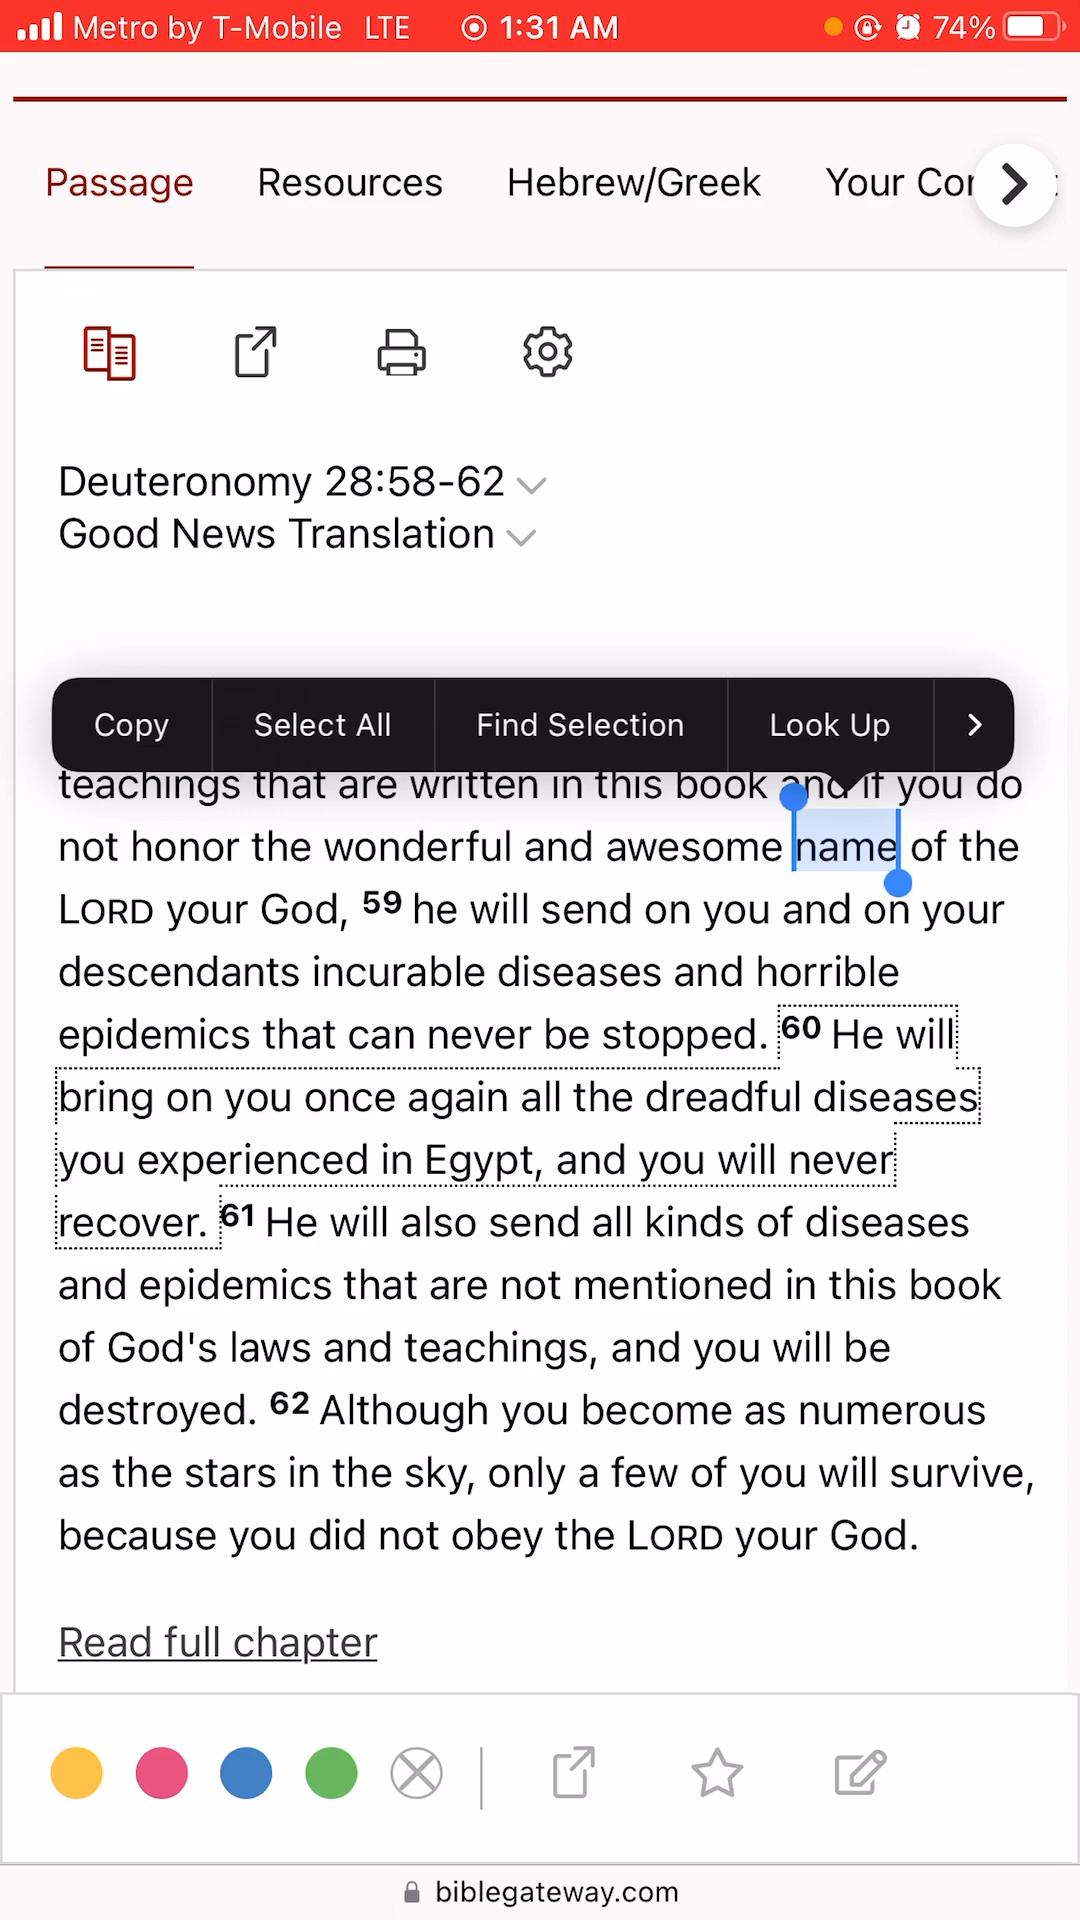 Metro by T-Mobile LTE 1:31 AM 74%
Passage Resources Hebrew/Greek Your Co
Deuteronomy 28:58-62
Good News Translation
Copy Select All Find Selection Look Up
teachings that are written in this book and if you do
not honor the wonderful and awesome name of the
LORD your God, 59 he will send on you and on your
descendants incurable diseases and horrible
epidemics that can never be stopped. 60 He will
bring on you once again all the dreadful diseases
you experienced in Egypt, and you will never
recover. 61 He will also send all kinds of diseases
and epidemics that are not mentioned in this book
of God's laws and teachings, and you will be
destroyed. 62 Although you become as numerous
as the stars in the sky, only a few of you will survive,
because you did not obey the LORD your God.
Read full chapter
biblegateway.com